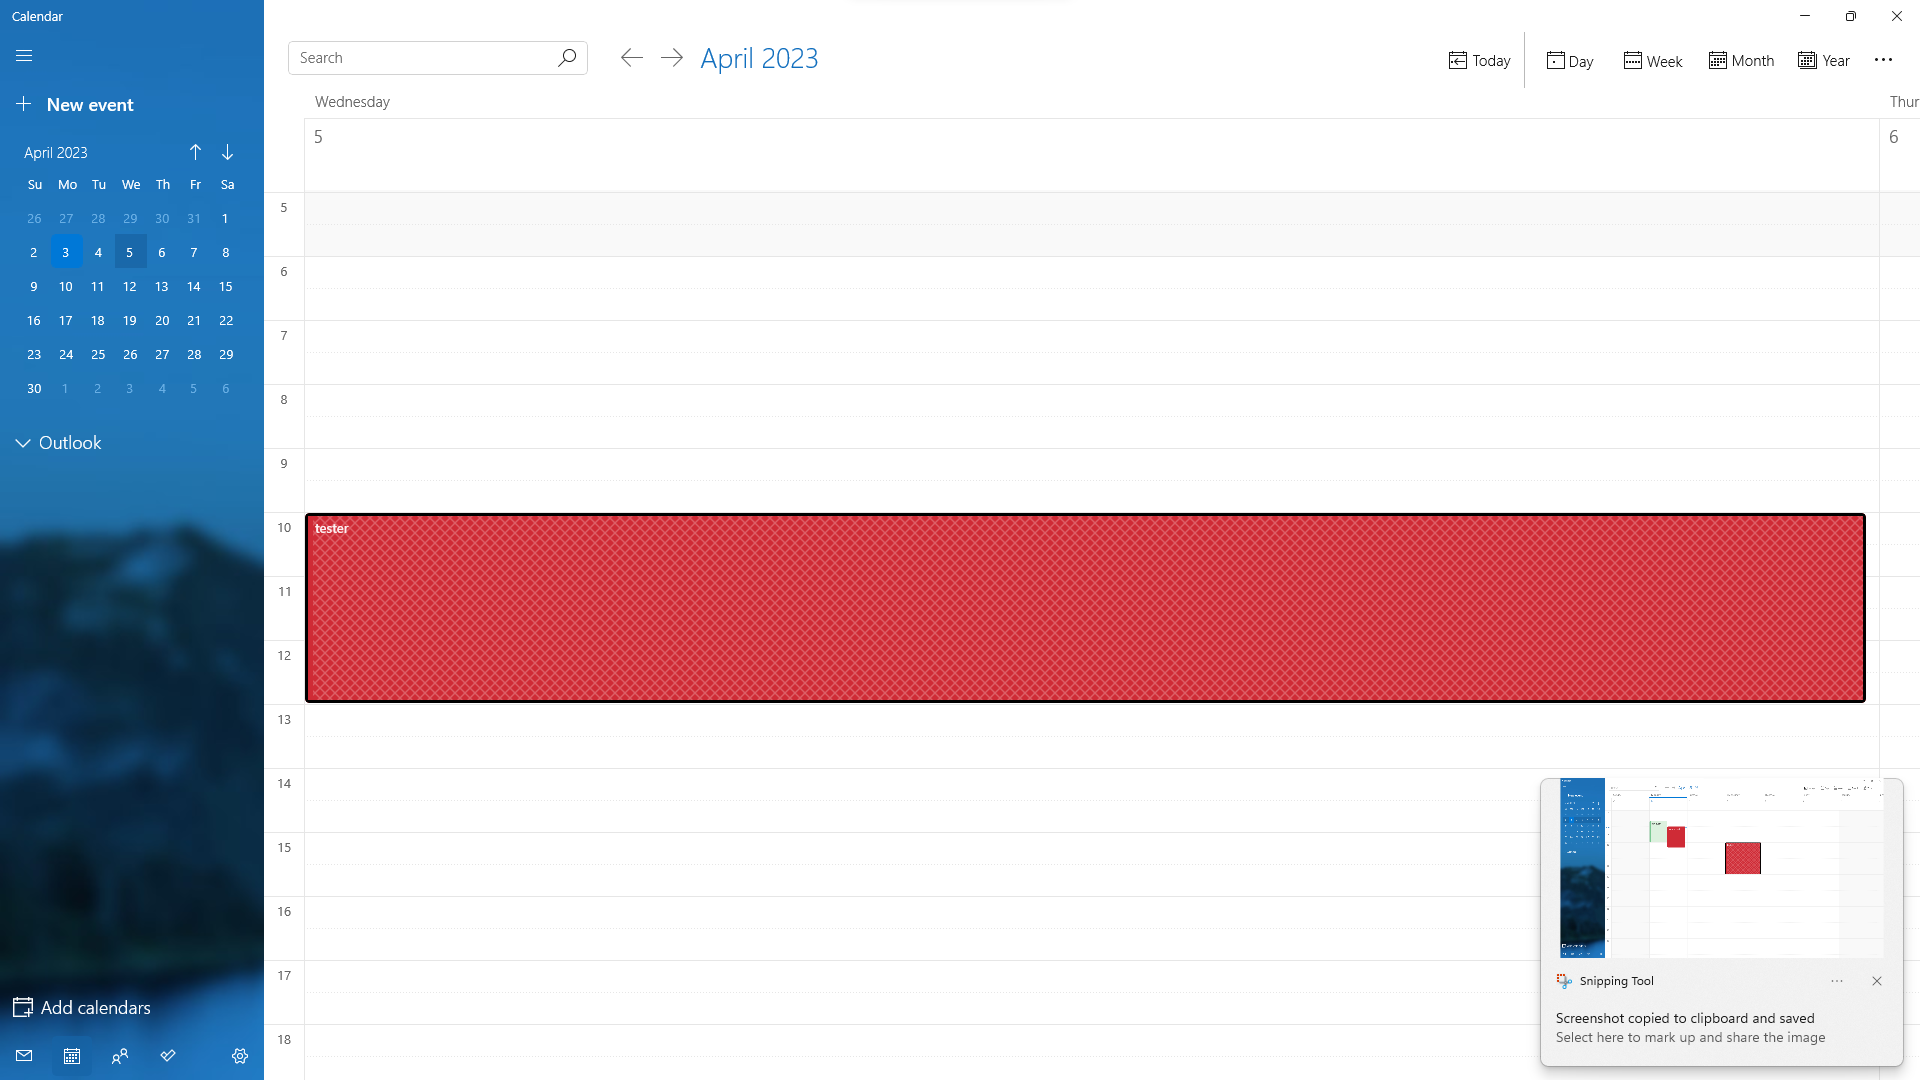 Calendar
New event
April 2023
Su Mo Tu We Th Fr Sa
26 27 28 29 30 31 1
2 3 4 5 6 7 8
9 10 11 12 13 14 15
16 17 18 19 20 21 22
23 24 25 26 27 28 29
30 1 2 3 4 5 6
Outlook
Add calendars
Search
April 2023
Today
Day
Week
Month
Year
Wednesday
Thur
5
6
5
6
7
8
9
10
tester
11
12
13
14
15
16
17
18
Snipping Tool
Screenshot copied to clipboard and saved
Select here to mark up and share the image